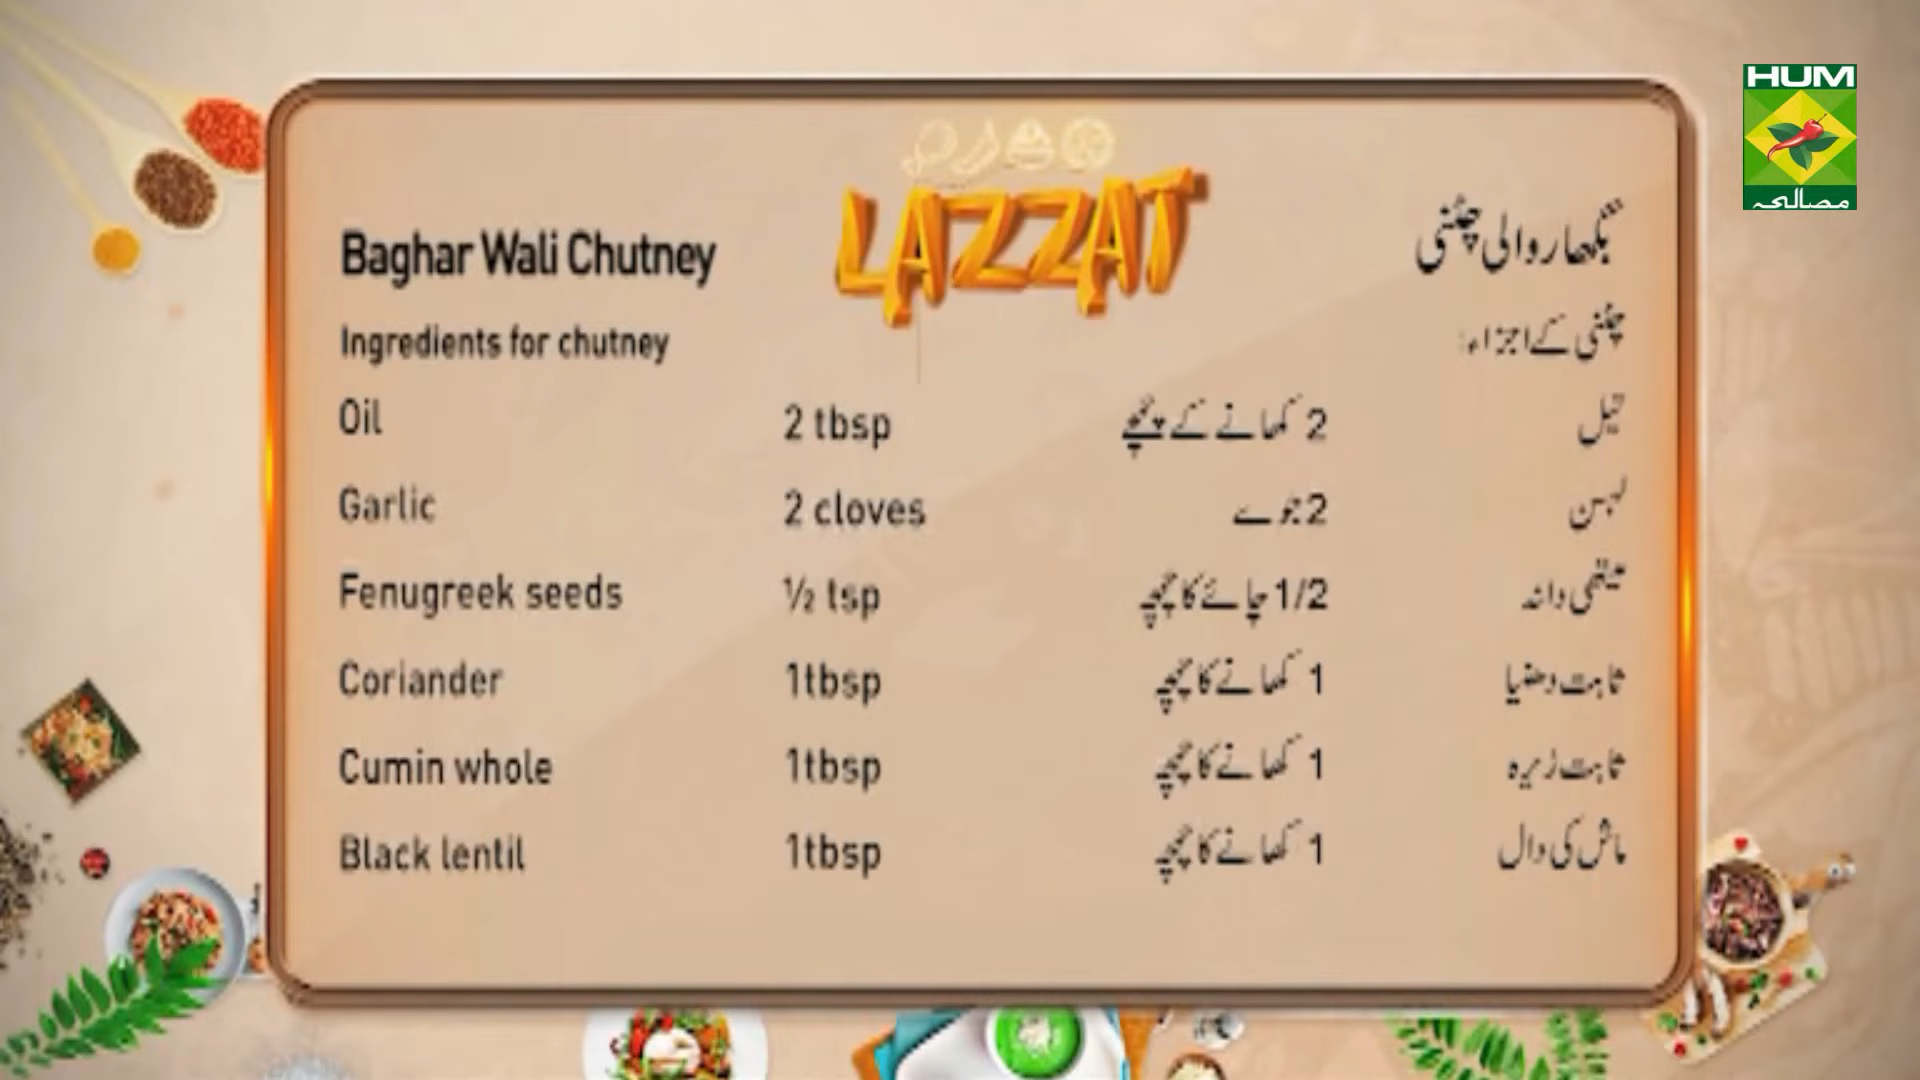 HUM
مصالحہ
LAZZAT
Baghar Wali Chutney بگھار والی چٹنی
Ingredients for chutney چٹنی کے اجزاء:
Oil 2 tbsp 2 کھانے کے چمچے تیل
Garlic 2 cloves 2 جوے لہسن
Fenugreek seeds ½ tsp 1/2 چائے کا چمچہ میتھی دانہ
Coriander 1tbsp 1 کھانے کا چمچہ ثابت دھنیا
Cumin whole 1tbsp 1 کھانے کا چمچہ ثابت زیرہ
Black lentil 1tbsp 1 کھانے کا چمچہ ماش کی دال